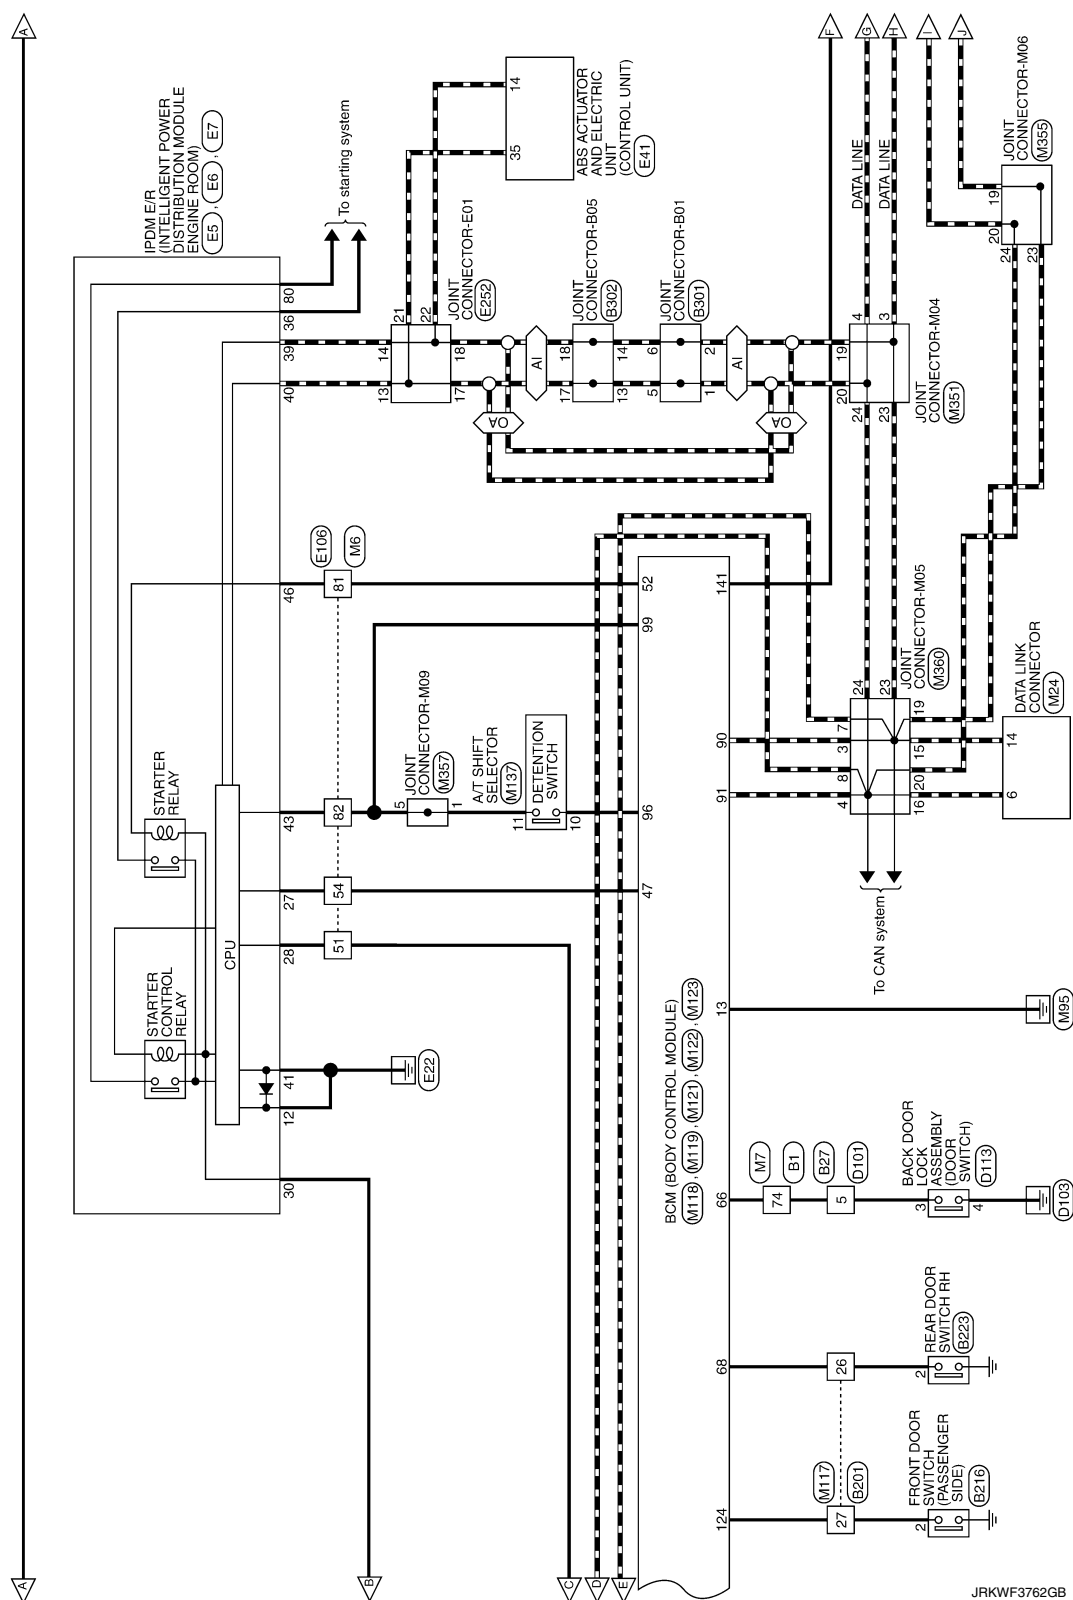 A
A
IPDM E/R
(INTELLIGENT POWER
DISTRIBUTION MODULE
ENGINE ROOM)
E5 , E6 , E7
STARTER
CONTROL
RELAY
STARTER
RELAY
CPU
30
12
41
28
27
43
46
40
39
36
80
To starting system
E22
B
51
54
82
81
E106
M6
13
14
21
22
17
18
JOINT
CONNECTOR-E01
E252
14
35
ABS ACTUATOR
AND ELECTRIC
UNIT
(CONTROL UNIT)
E41
OA
AI
17
18
13
14
JOINT
CONNECTOR-B05
B302
5
6
1
2
JOINT
CONNECTOR-B01
B301
AI
OA
20
19
4
3
24
23
JOINT
CONNECTOR-M04
M351
F
G
H
I
J
DATA LINE
DATA LINE
JOINT
CONNECTOR-M06
M355
20
19
24
23
5
1
JOINT
CONNECTOR-M09
M357
A/T SHIFT
SELECTOR
M137
11
10
DETENTION
SWITCH
C
D
E
47
96
99
52
BCM (BODY CONTROL MODULE)
M118 , M119 , M121 , M122 , M123
124
68
66
13
91
90
141
4
8
3
7
24
23
16
20
15
19
JOINT
CONNECTOR-M05
M360
To CAN system
6
14
DATA LINK
CONNECTOR
M24
M95
74
M7
B1
5
B27
D101
3
4
BACK DOOR
LOCK
ASSEMBLY
(DOOR
SWITCH)
D113
D103
26
2
REAR DOOR
SWITCH RH
B223
27
M117
B201
2
FRONT DOOR
SWITCH
(PASSENGER
SIDE)
B216
JRKWF3762GB